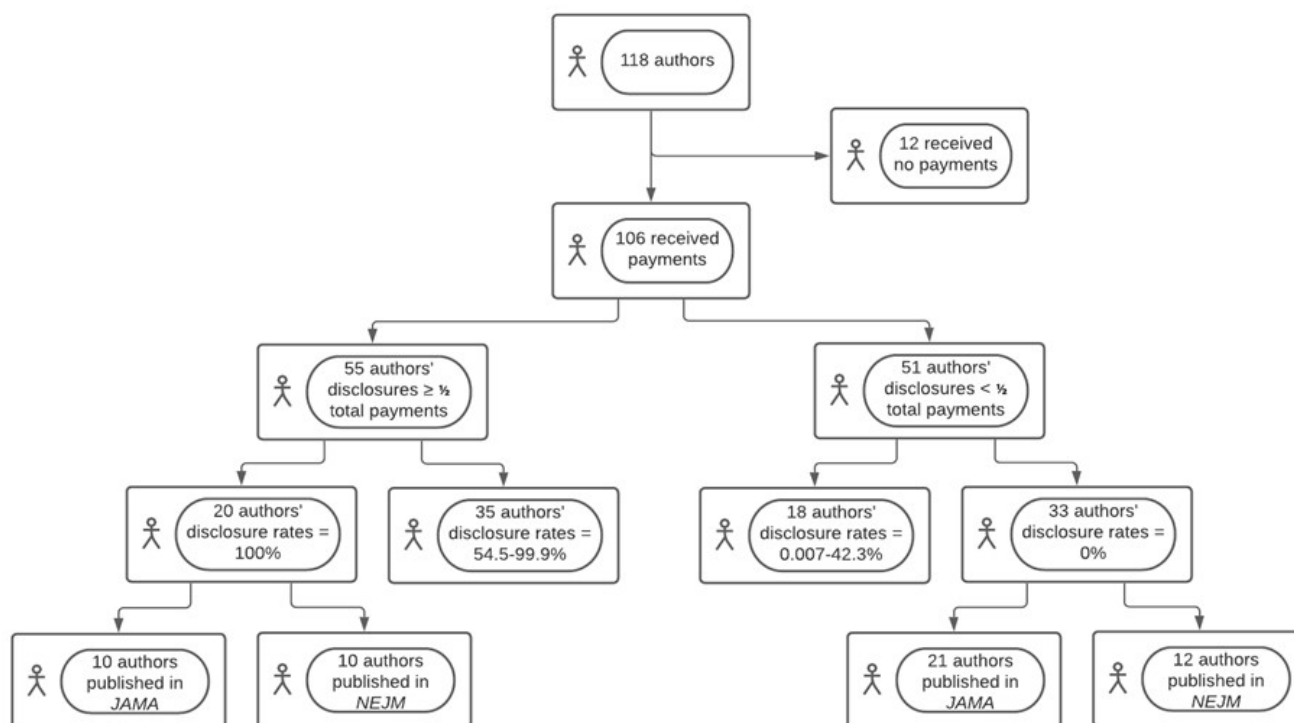 118 authors
12 received
no payments
106 received
payments
55 authors'
disclosures ≥ ½
total payments
51 authors'
disclosures < ½
total payments
20 authors'
disclosure rates =
100%
35 authors'
disclosure rates =
54.5-99.9%
18 authors'
disclosure rates =
0.007-42.3%
33 authors'
disclosure rates =
0%
10 authors
published in
JAMA
10 authors
published in
NEJM
21 authors
published in
JAMA
12 authors
published in
NEJM